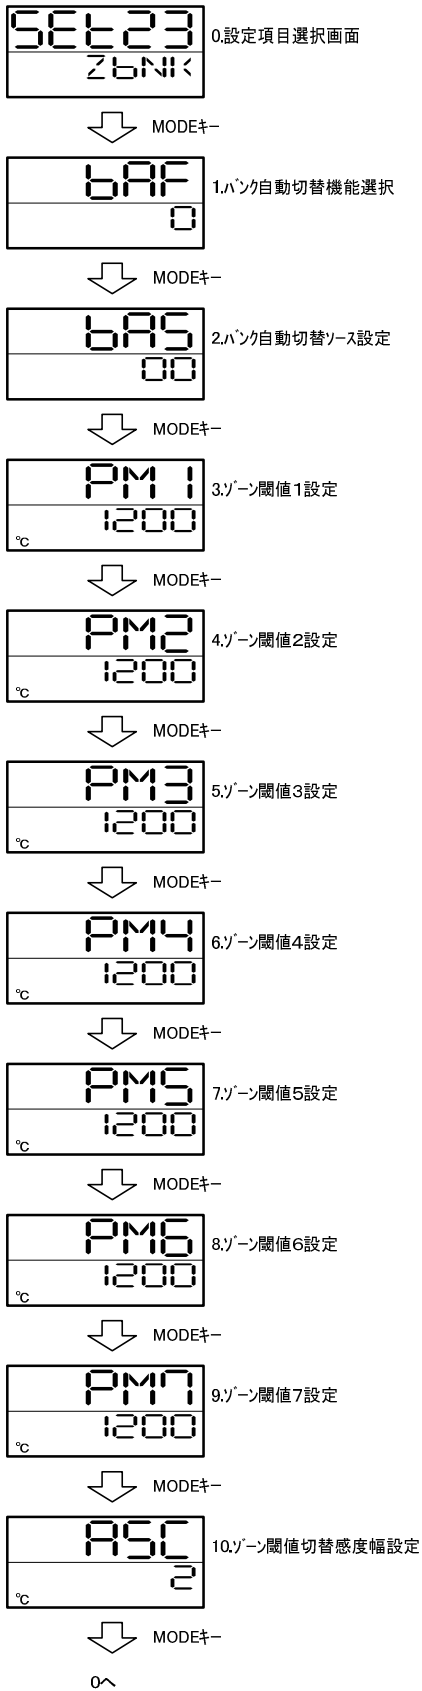 SEt23
0.設定項目選択画面
ZbNK
MODEキー
bAF
1.バンク自動切替機能選択
0
MODEキー
bAS
2.バンク自動切替ソース設定
00
MODEキー
PM1
3.ゾーン閾値1設定
1200
℃
MODEキー
PM2
4.ゾーン閾値2設定
1200
℃
MODEキー
PM3
5.ゾーン閾値3設定
1200
℃
MODEキー
PM4
6.ゾーン閾値4設定
1200
℃
MODEキー
PM5
7.ゾーン閾値5設定
1200
℃
MODEキー
PM6
8.ゾーン閾値6設定
1200
℃
MODEキー
PM7
9.ゾーン閾値7設定
1200
℃
MODEキー
ASC
10.ゾーン閾値切替感度幅設定
2
℃
MODEキー
0へ